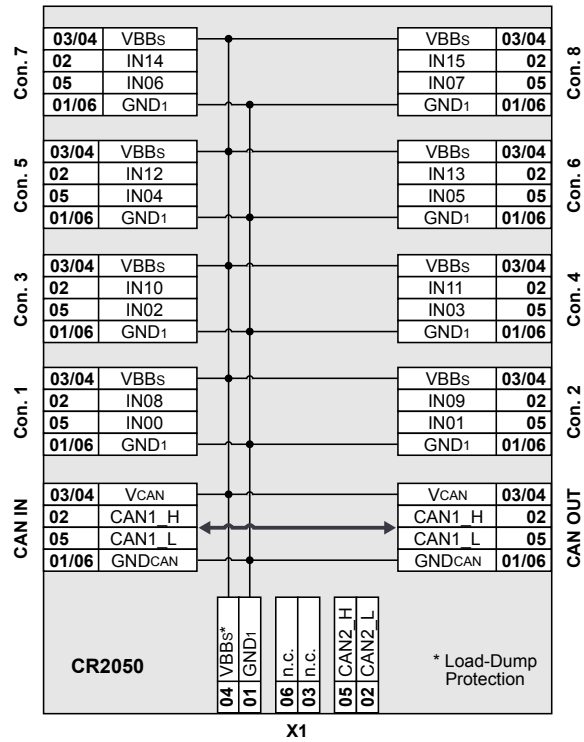 Con. 7
03/04 VBBS
02 IN14
05 IN06
01/06 GND1
Con. 8
VBBS 03/04
IN15 02
IN07 05
GND1 01/06
Con. 5
03/04 VBBS
02 IN12
05 IN04
01/06 GND1
Con. 6
VBBS 03/04
IN13 02
IN05 05
GND1 01/06
Con. 3
03/04 VBBS
02 IN10
05 IN02
01/06 GND1
Con. 4
VBBS 03/04
IN11 02
IN03 05
GND1 01/06
Con. 1
03/04 VBBS
02 IN08
05 IN00
01/06 GND1
Con. 2
VBBS 03/04
IN09 02
IN01 05
GND1 01/06
CAN IN
03/04 VCAN
02 CAN1_H
05 CAN1_L
01/06 GNDCAN
CAN OUT
VCAN 03/04
CAN1_H 02
CAN1_L 05
GNDCAN 01/06
CR2050
04 VBBS*
01 GND1
06 n.c.
03 n.c.
05 CAN2_H
02 CAN2_L
* Load-Dump
Protection
X1